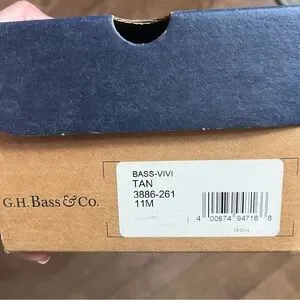 BASS-VIVI
TAN
3886-261
11M
G.H. Bass & Co.
4 00674 94716 6